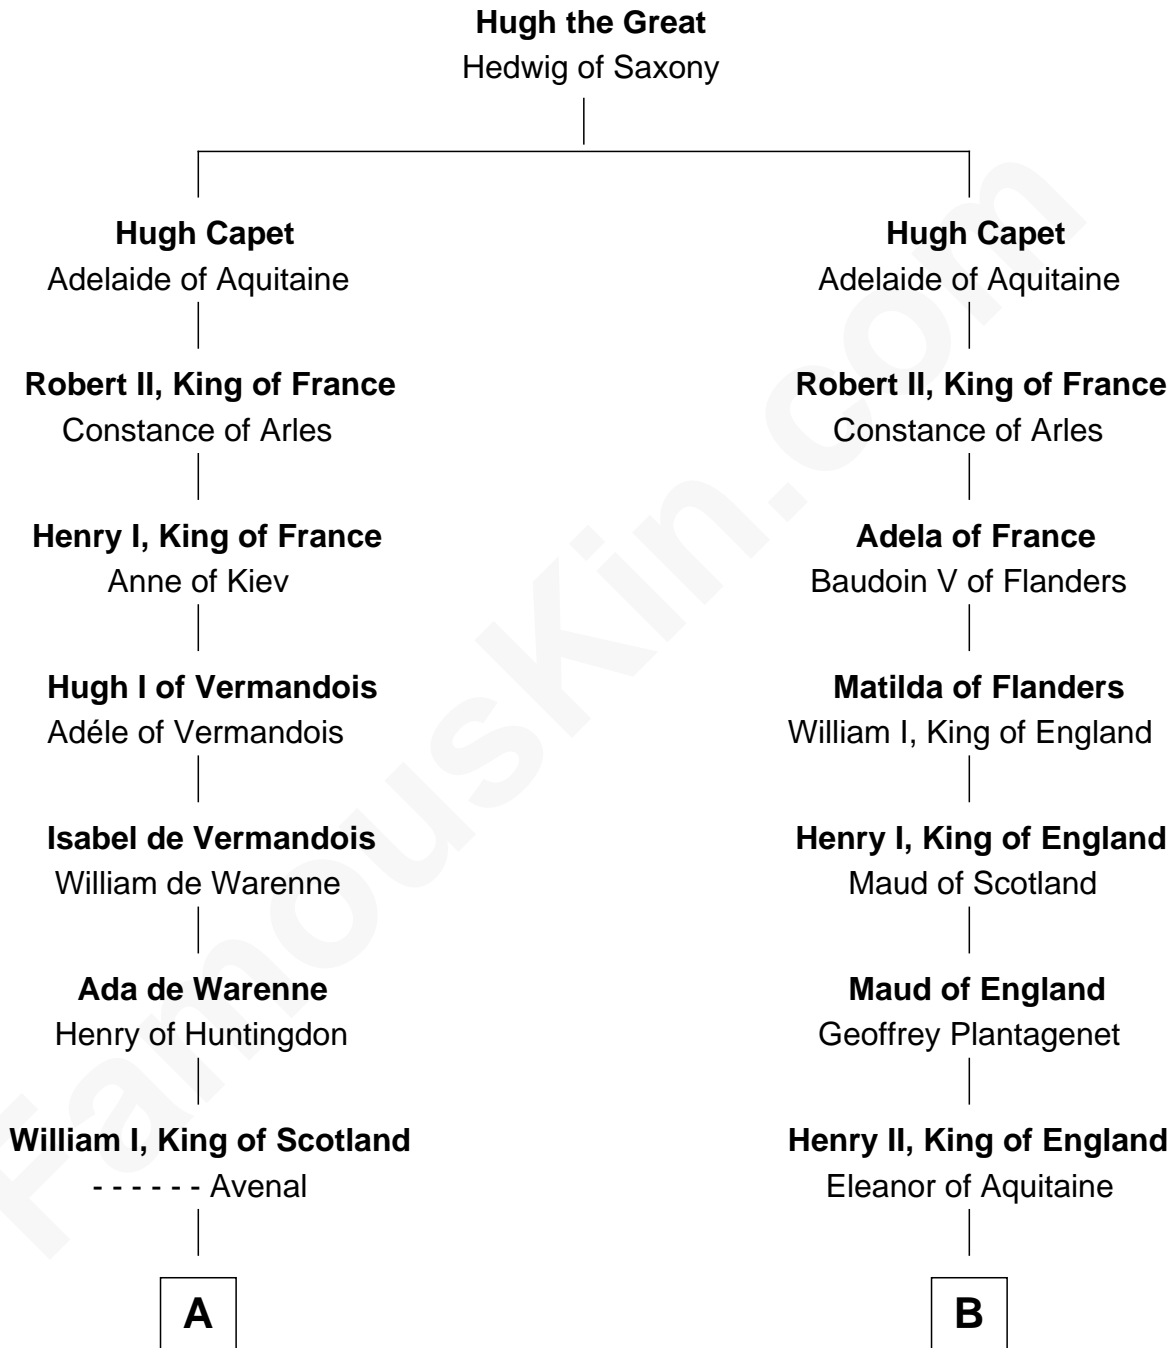 Hugh the Great
Hedwig of Saxony
Hugh Capet
Adelaide of Aquitaine
Robert II, King of France
Constance of Arles
Henry I, King of France
Anne of Kiev
Hugh I of Vermandois
Adéle of Vermandois
Isabel de Vermandois
William de Warenne
Ada de Warenne
Henry of Huntingdon
William I, King of Scotland
- - - - - - Avenal
A
Hugh Capet
Adelaide of Aquitaine
Robert II, King of France
Constance of Arles
Adela of France
Baudoin V of Flanders
Matilda of Flanders
William I, King of England
Henry I, King of England
Maud of Scotland
Maud of England
Geoffrey Plantagenet
Henry II, King of England
Eleanor of Aquitaine
B
FamousKin.com